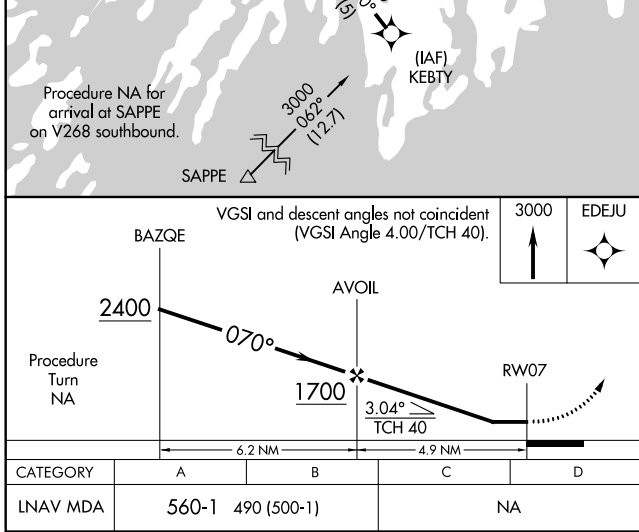 (5)
(IAF)
KEBTY
Procedure NA for
arrival at SAPPE
on V268 southbound.
3000
062°
(12.7)
SAPPE
VGSI and descent angles not coincident
(VGSI Angle 4.00/TCH 40).
3000
EDEJU
BAZQE
AVOIL
2400
070°
Procedure
Turn
NA
1700
RW07
3.04°
TCH 40
6.2 NM
4.9 NM
CATEGORY A B C D
LNAV MDA 560-1 490 (500-1) NA